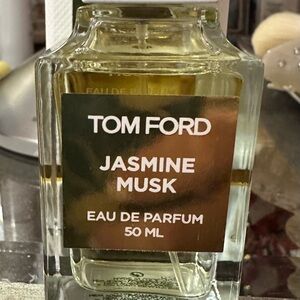 TOM FORD
JASMINE
MUSK
EAU DE PARFUM
50 ML